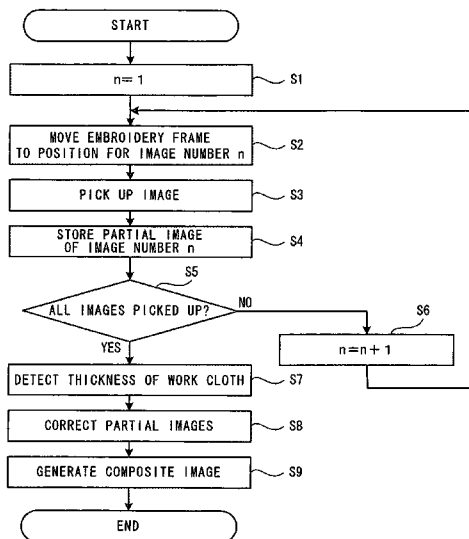 START
n=1
S1
MOVE EMBROIDERY FRAME
TO POSITION FOR IMAGE NUMBER n
S2
PICK UP IMAGE
S3
STORE PARTIAL IMAGE
OF IMAGE NUMBER n
S4
S5
ALL IMAGES PICKED UP?
NO
S6
n=n+1
YES
DETECT THICKNESS OF WORK CLOTH
S7
CORRECT PARTIAL IMAGES
S8
GENERATE COMPOSITE IMAGE
S9
END